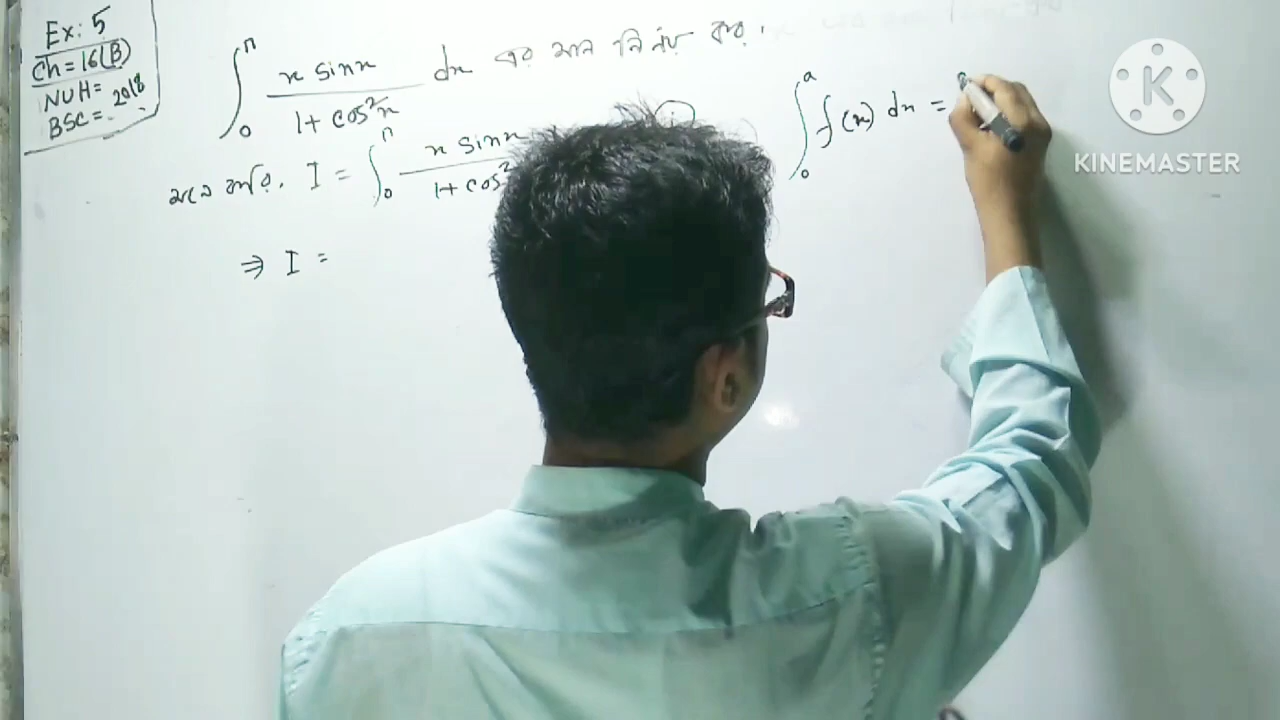 Ex: 5
Ch = 16(B)
NUH =
BSC = 2018
∫₀^π (x sinx)/(1 + cos²x) dx এর মান নির্ণয় কর.
মনে করি, I = ∫₀^π (x sinx)/(1 + cos²
⇒ I =
∫₀^a f(x) dx =
KINEMASTER